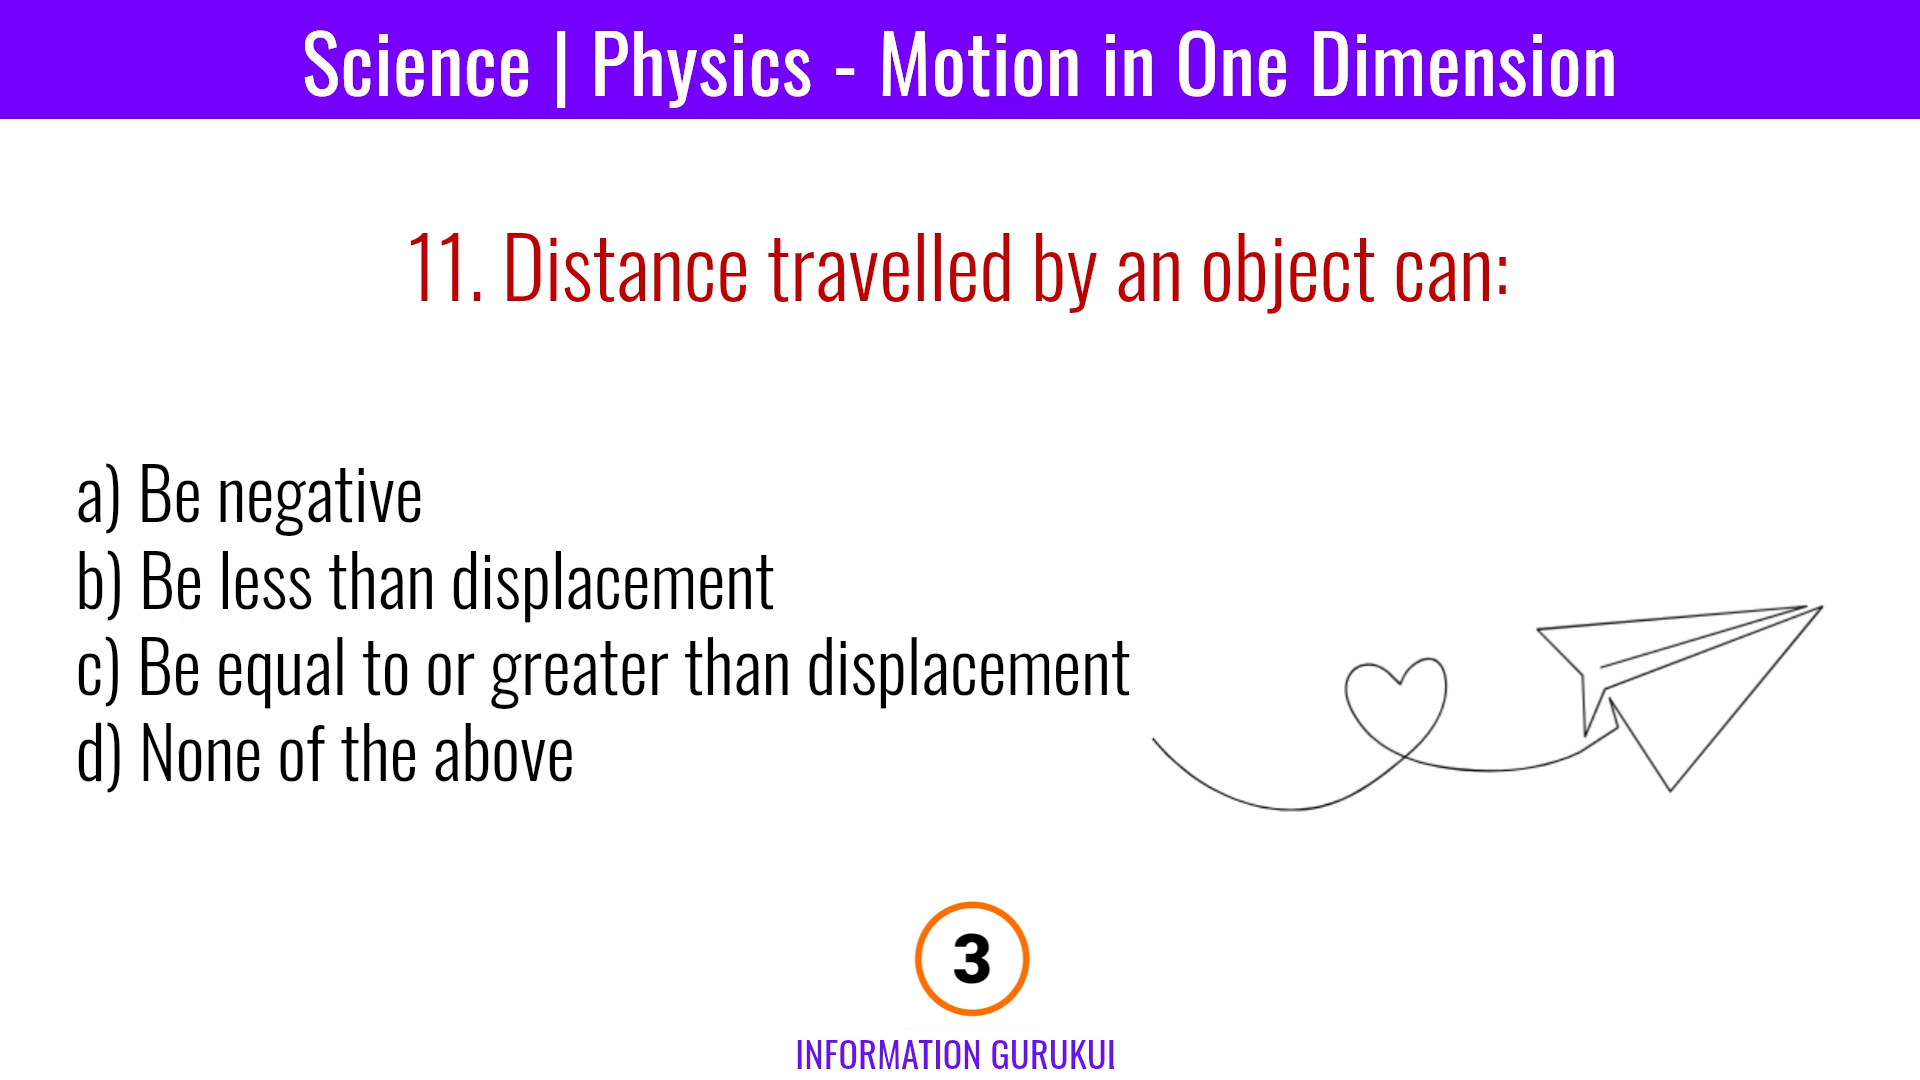 Science | Physics - Motion in One Dimension
11. Distance travelled by an object can:
a) Be negative
b) Be less than displacement
c) Be equal to or greater than displacement
d) None of the above
3
INFORMATION GURUKUL